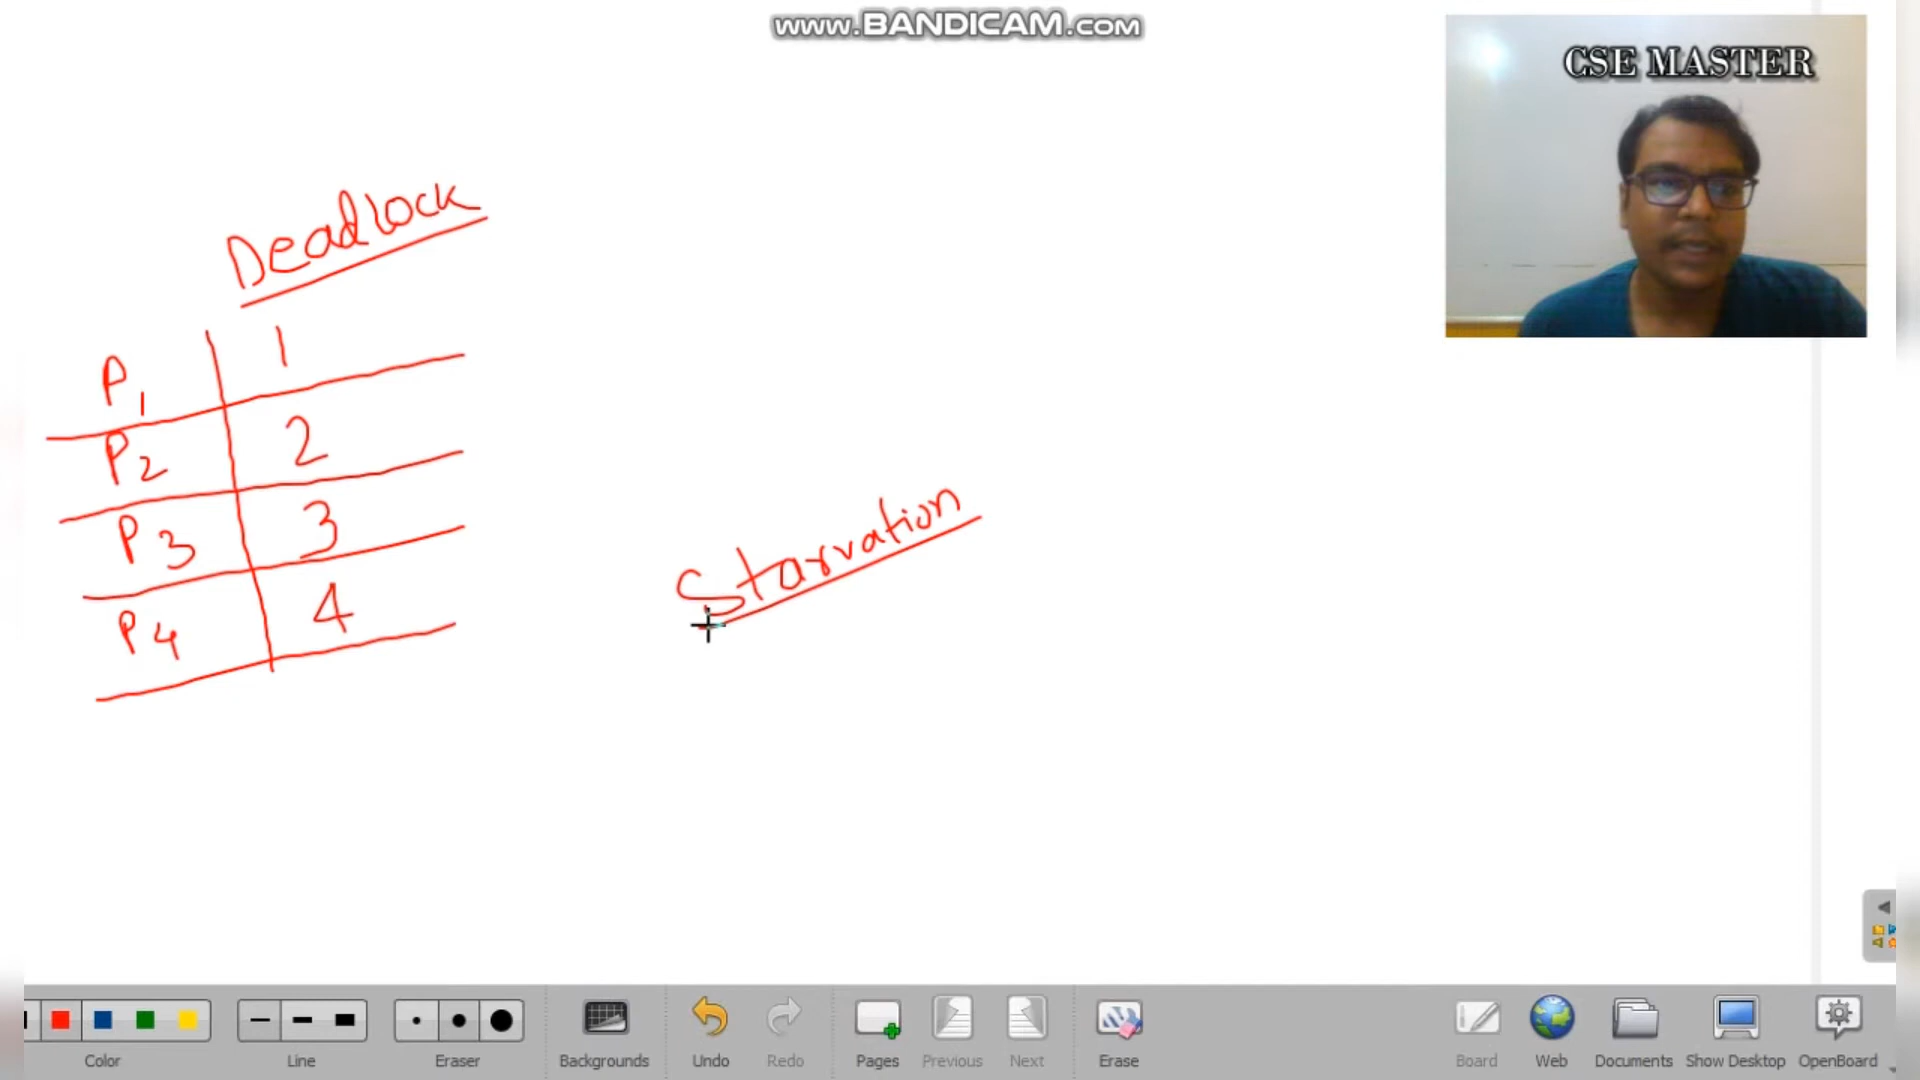 www.BANDICAM.com
CSE MASTER
Deadlock
P1 1
P2 2
P3 3
P4 4
Starvation
Color
Line
Eraser
Backgrounds
Undo
Redo
Pages
Previous
Next
Erase
Board
Web
Documents
Show Desktop
OpenBoard